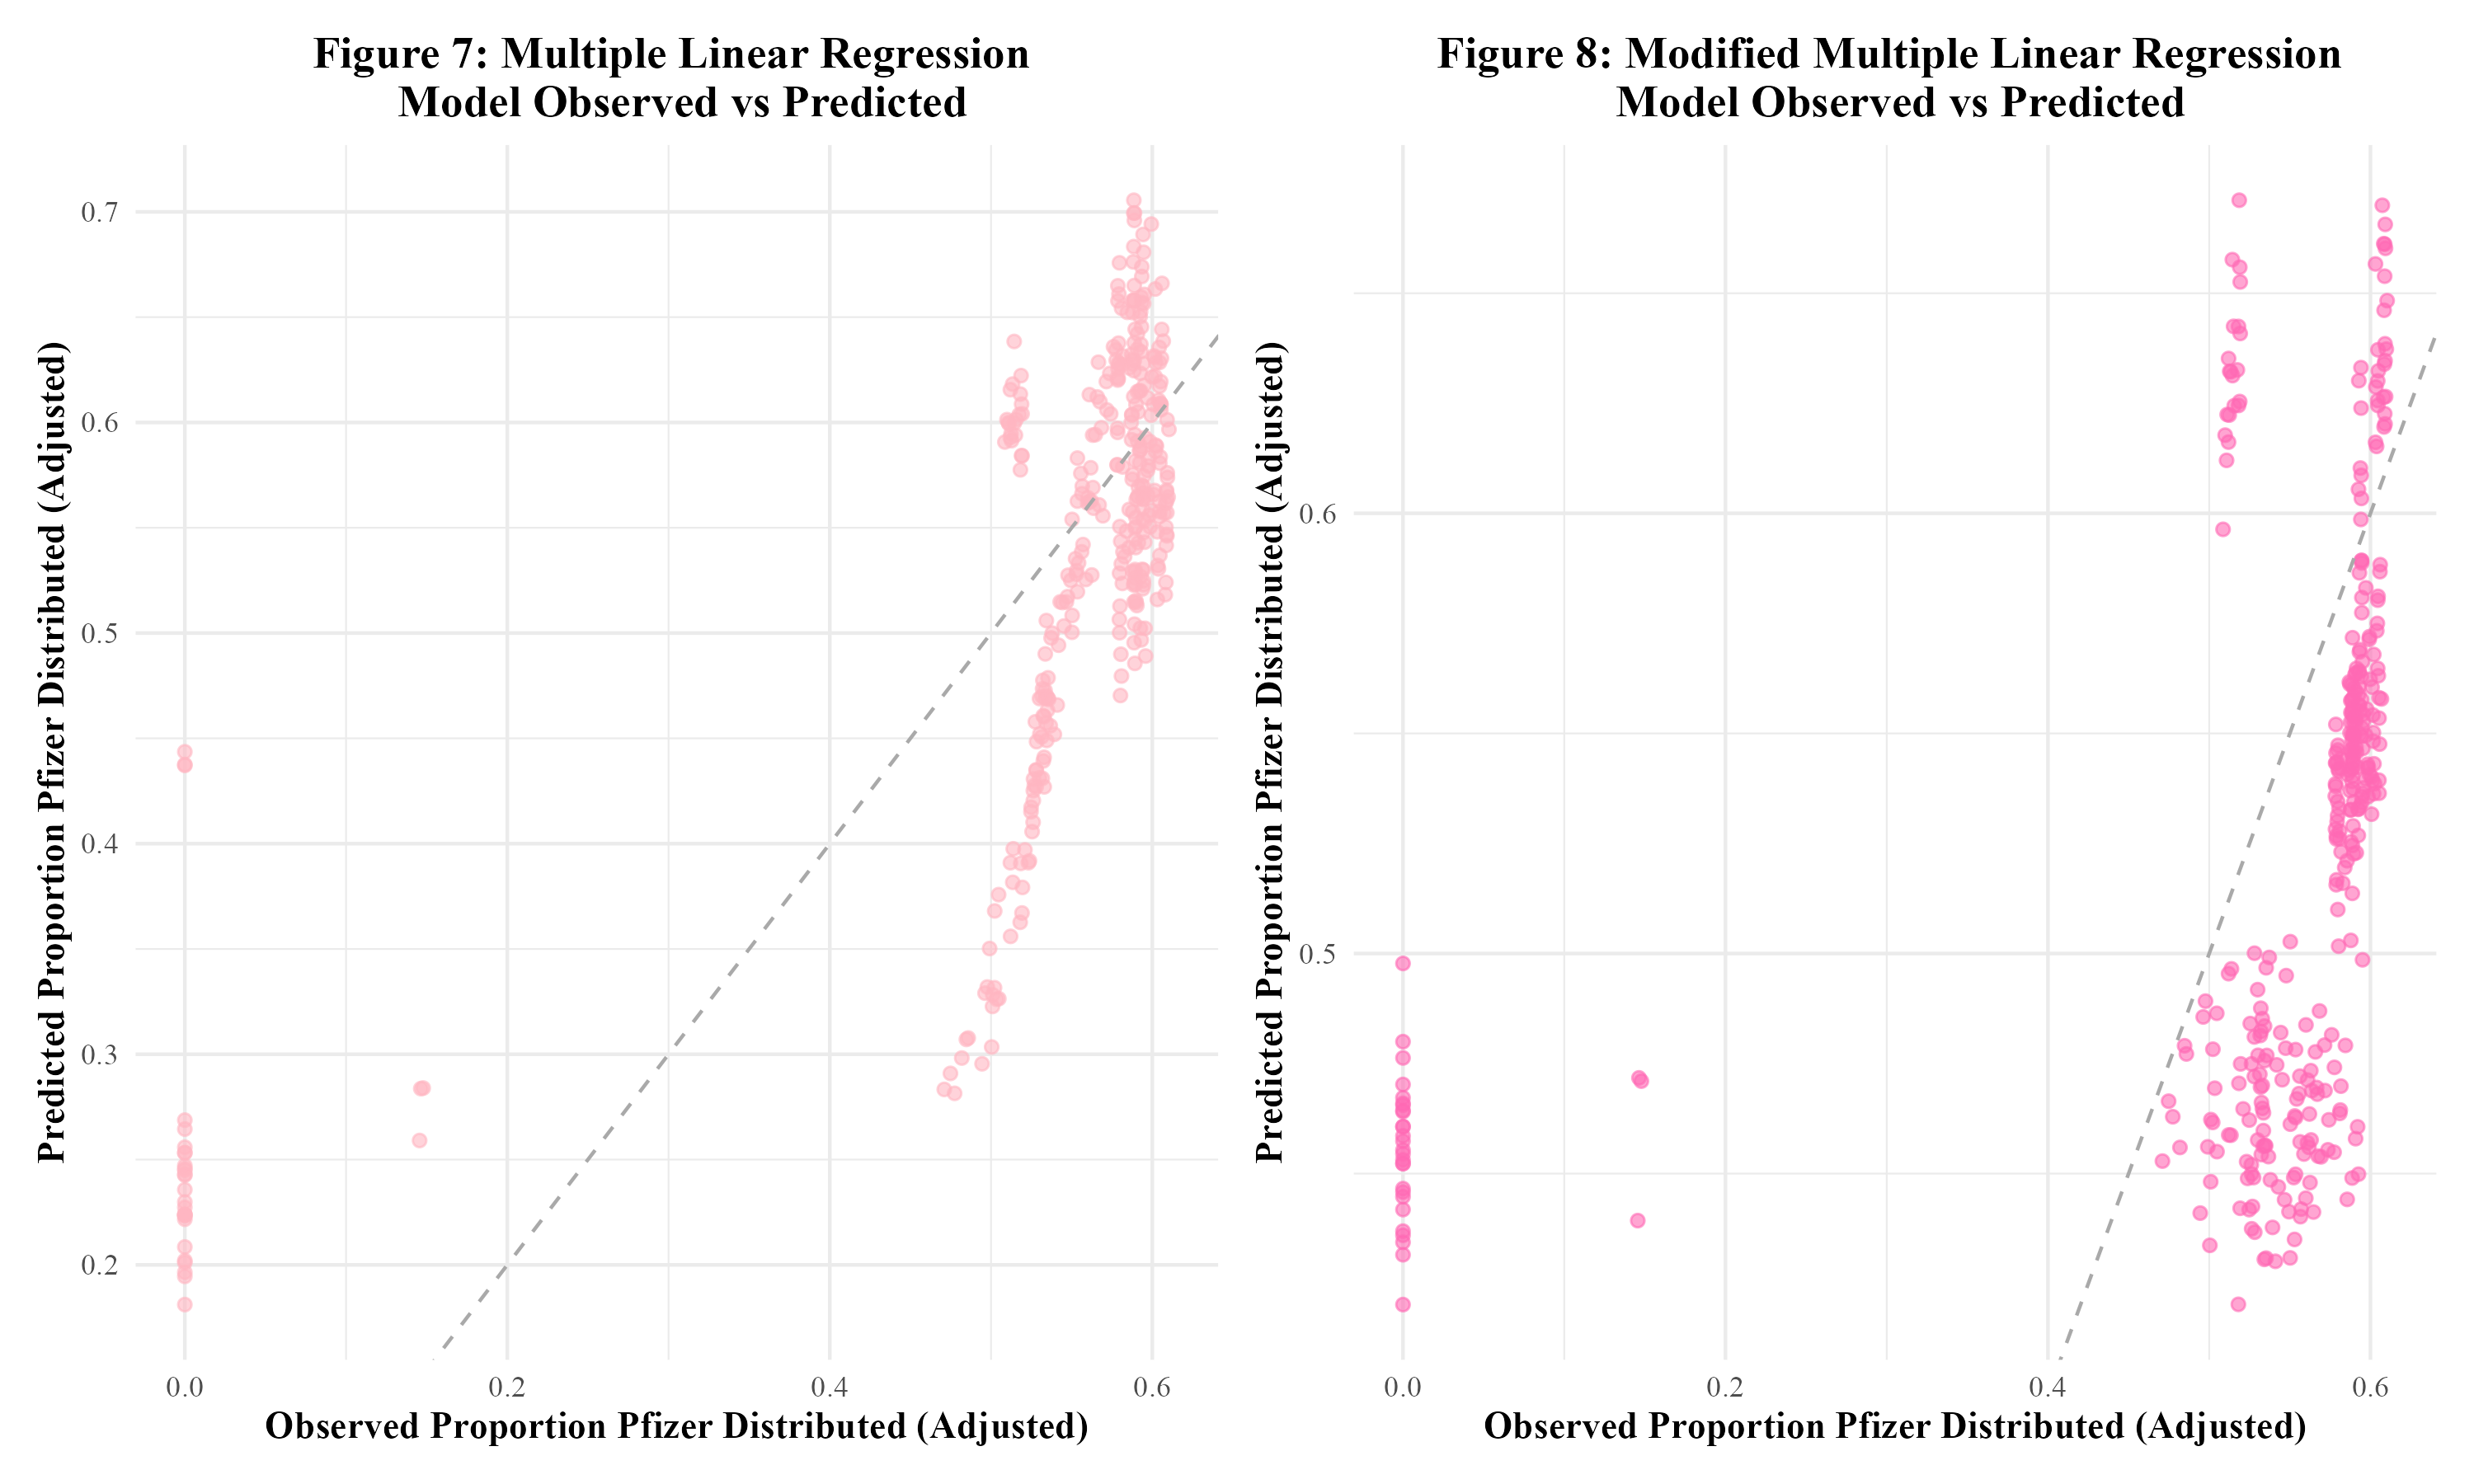 Figure 7: Multiple Linear Regression
Model Observed vs Predicted
Predicted Proportion Pfizer Distributed (Adjusted)
0.7
0.6
0.5
0.4
0.3
0.2
0.0
0.2
0.4
0.6
Observed Proportion Pfizer Distributed (Adjusted)
Figure 8: Modified Multiple Linear Regression
Model Observed vs Predicted
Predicted Proportion Pfizer Distributed (Adjusted)
0.6
0.5
0.0
0.2
0.4
0.6
Observed Proportion Pfizer Distributed (Adjusted)